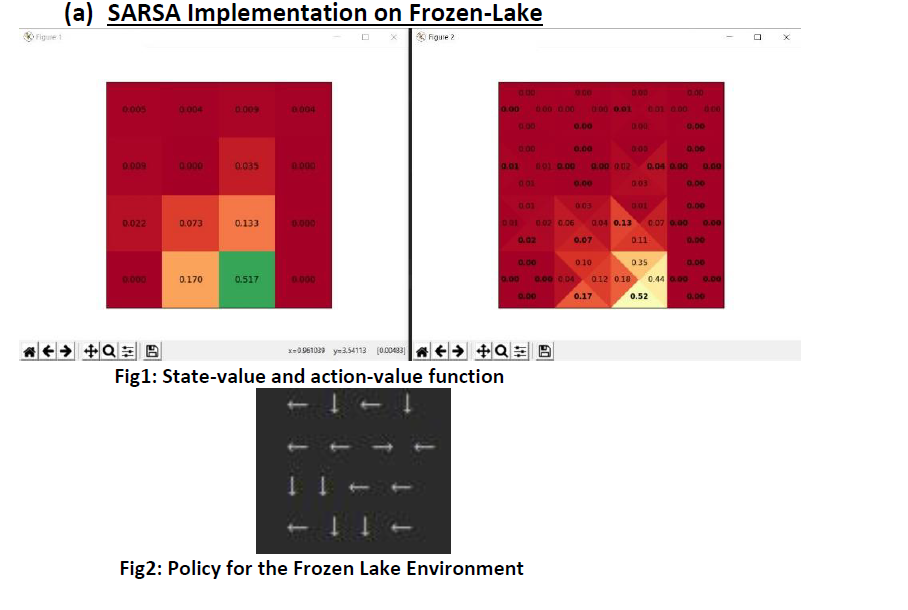 (a) SARSA Implementation on Frozen-Lake
Figure 1
Figure 2
0.005 0.004 0.009 0.004
0.009 0.000 0.035 0.000
0.022 0.073 0.133 0.000
0.000 0.170 0.517 0.000
0.00 0.00 0.00 0.00
0.00 0.00 0.00 0.00 0.01 0.01 0.00 0.00
0.00 0.00 0.00 0.00
0.00 0.00 0.00
0.01 0.01 0.00 0.00 0.02 0.04 0.00 0.00
0.01 0.00 0.03 0.00
0.01 0.03 0.01 0.00
0.01 0.02 0.06 0.04 0.13 0.07 0.00 0.00
0.02 0.07 0.11 0.00
0.00 0.10 0.35 0.00
0.00 0.00 0.04 0.12 0.18 0.44 0.00 0.00
0.00 0.17 0.52 0.00
x=0.961039 y=3.54113 [0.00483]
Fig1: State-value and action-value function
← ↓ ← ↓
← ← → ←
↓ ↓ ← ←
← ↓ ↓ ←
Fig2: Policy for the Frozen Lake Environment